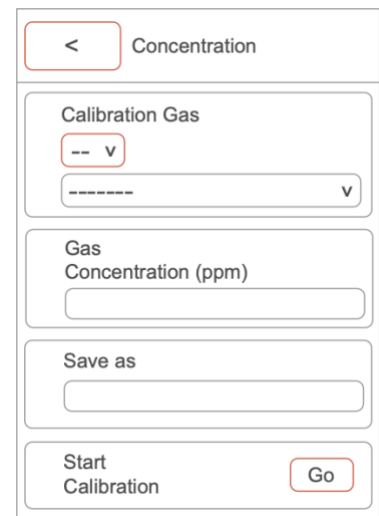 < Concentration
Calibration Gas
-- v
------- v
Gas
Concentration (ppm)
Save as
Start
Calibration
Go